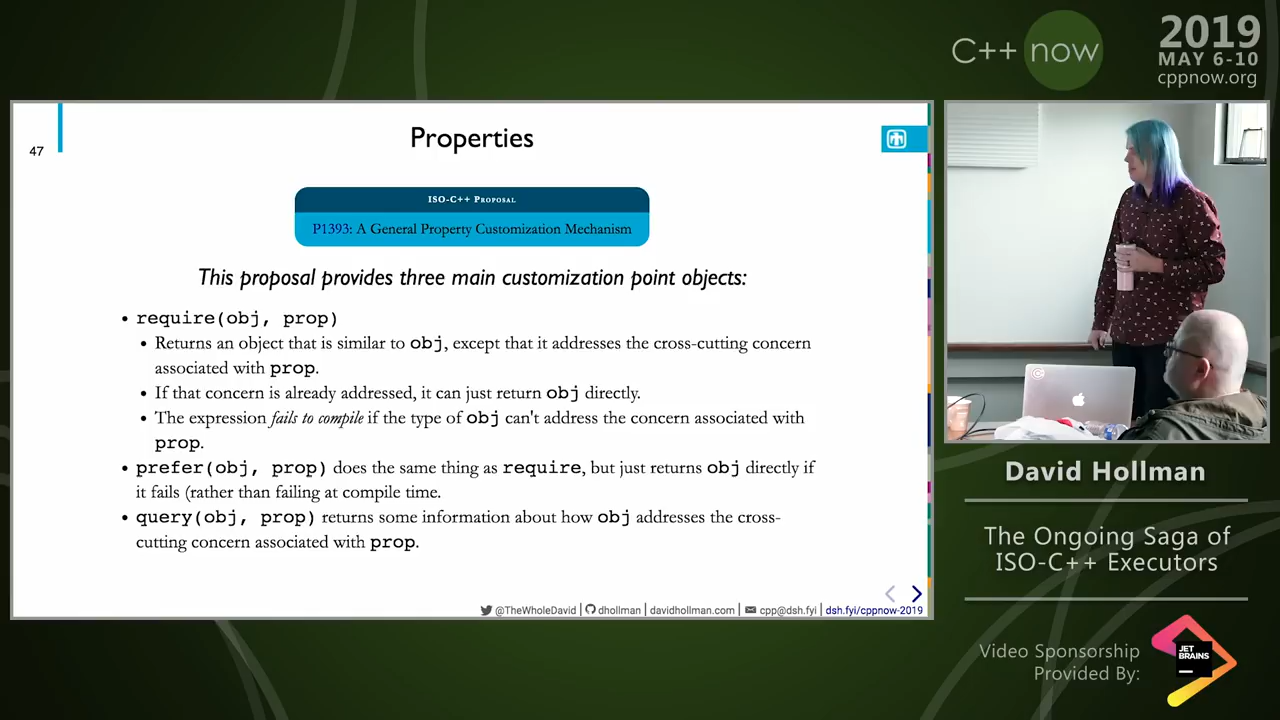 C++ now
2019
MAY 6-10
cppnow.org
47
Properties
ISO-C++ Proposal
P1393: A General Property Customization Mechanism
This proposal provides three main customization point objects:
• require(obj, prop)
• Returns an object that is similar to obj, except that it addresses the cross-cutting concern
associated with prop.
• If that concern is already addressed, it can just return obj directly.
• The expression fails to compile if the type of obj can't address the concern associated with
prop.
• prefer(obj, prop) does the same thing as require, but just returns obj directly if
it fails (rather than failing at compile time.
• query(obj, prop) returns some information about how obj addresses the cross-
cutting concern associated with prop.
@TheWholeDavid | dhollman | davidhollman.com | cpp@dsh.fyi | dsh.fyi/cppnow-2019
David Hollman
The Ongoing Saga of
ISO-C++ Executors
Video Sponsorship
Provided By:
JET
BRAINS